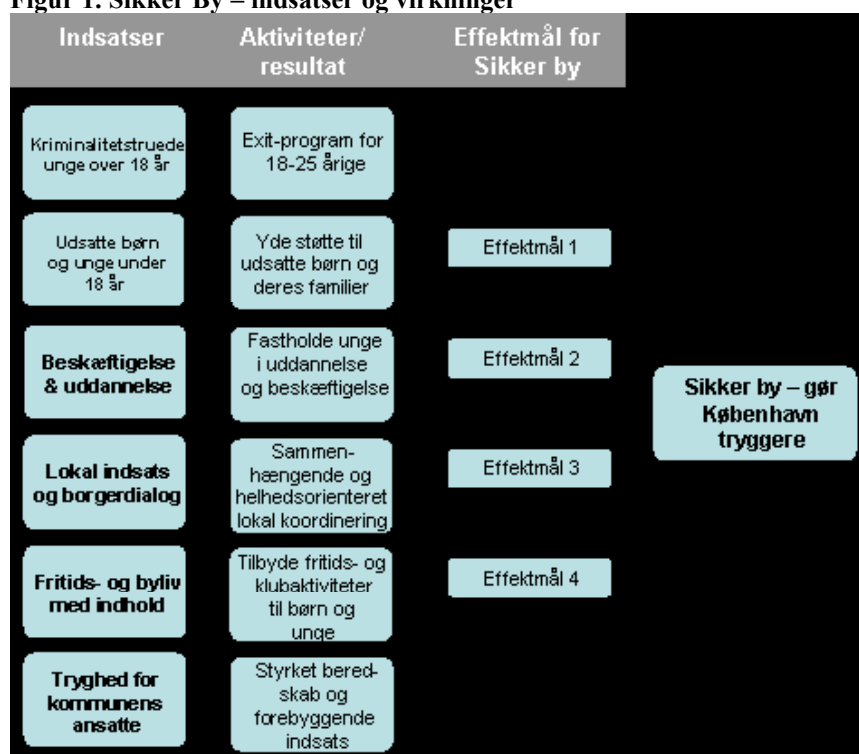 Figur 1. Sikker By – indsatser og virkninger
Indsatser
Aktiviteter/
resultat
Effektmål for
Sikker by
Kriminalitetstruede
unge over 18 år
Exit-program for
18-25 årige
Udsatte børn
og unge under
18 år
Yde støtte til
udsatte børn og
deres familier
Effektmål 1
Beskæftigelse
& uddannelse
Fastholde unge
i uddannelse
og beskæftigelse
Effektmål 2
Sikker by – gør
København
tryggere
Lokal indsats
og borgerdialog
Sammen-
hængende og
helhedsorienteret
lokal koordinering
Effektmål 3
Fritids- og byliv
med indhold
Tilbyde fritids- og
klubaktiviteter
til børn og
unge
Effektmål 4
Tryghed for
kommunens
ansatte
Styrket bered-
skab og
forebyggende
indsats